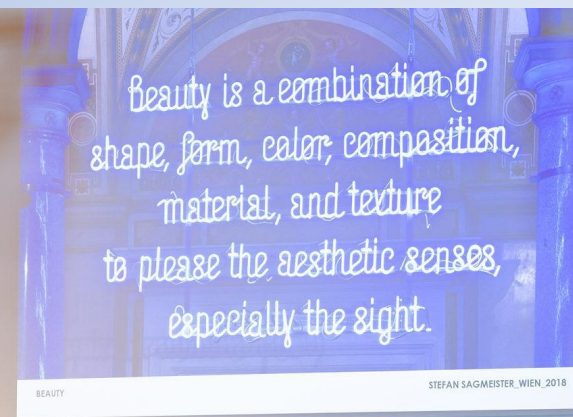 Beauty is a combination of
shape, form, color, composition,
material, and texture
to please the aesthetic senses,
especially the sight.
BEAUTY
STEFAN SAGMEISTER_WIEN_2018